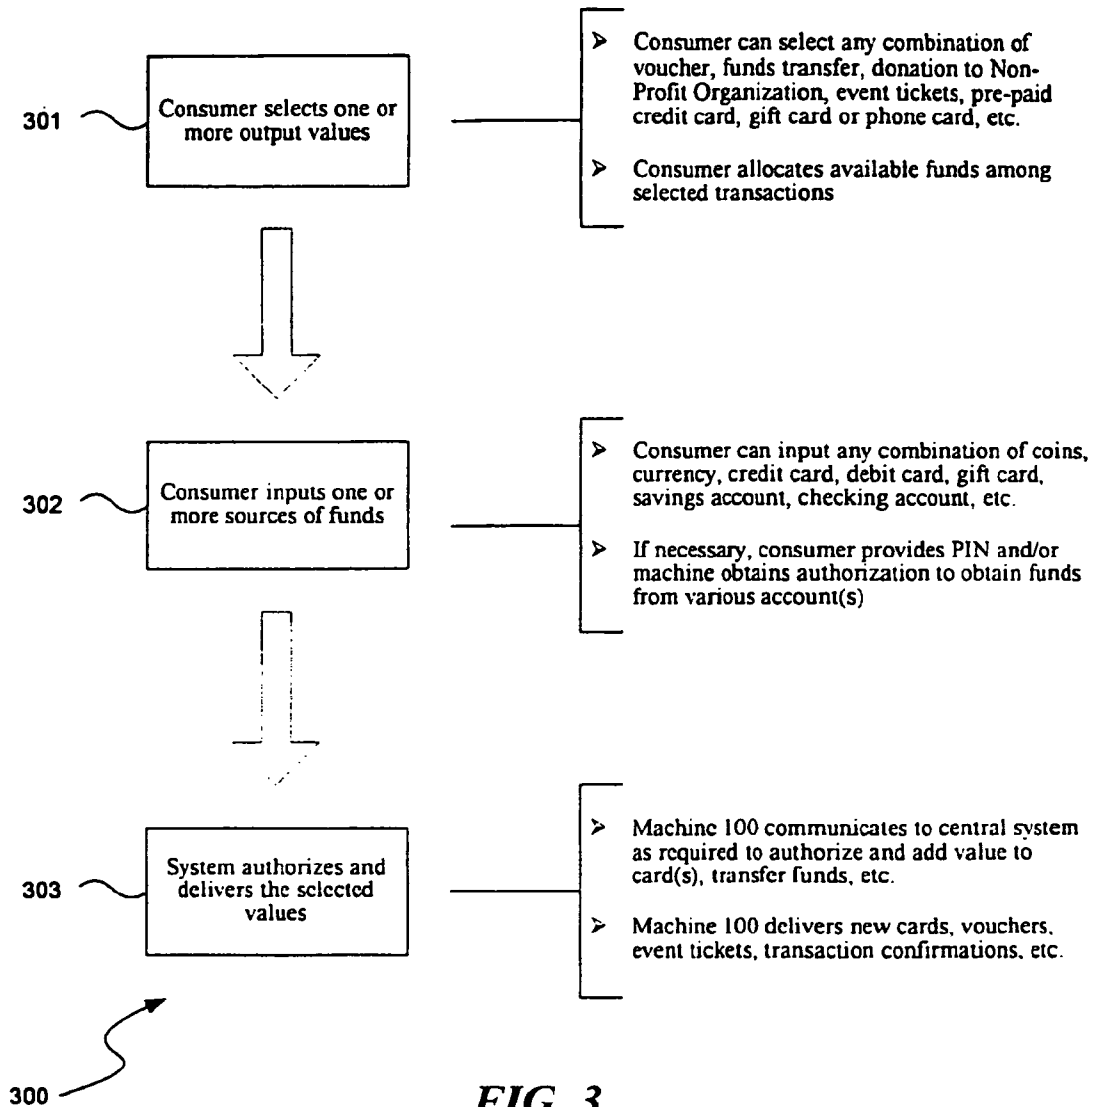 301
Consumer selects one or
more output values
➢ Consumer can select any combination of
voucher, funds transfer, donation to Non-
Profit Organization, event tickets, pre-paid
credit card, gift card or phone card, etc.
➢ Consumer allocates available funds among
selected transactions
302
Consumer inputs one or
more sources of funds
➢ Consumer can input any combination of coins,
currency, credit card, debit card, gift card,
savings account, checking account, etc.
➢ If necessary, consumer provides PIN and/or
machine obtains authorization to obtain funds
from various account(s)
303
System authorizes and
delivers the selected
values
➢ Machine 100 communicates to central system
as required to authorize and add value to
card(s), transfer funds, etc.
➢ Machine 100 delivers new cards, vouchers,
event tickets, transaction confirmations, etc.
300
FIG. 3